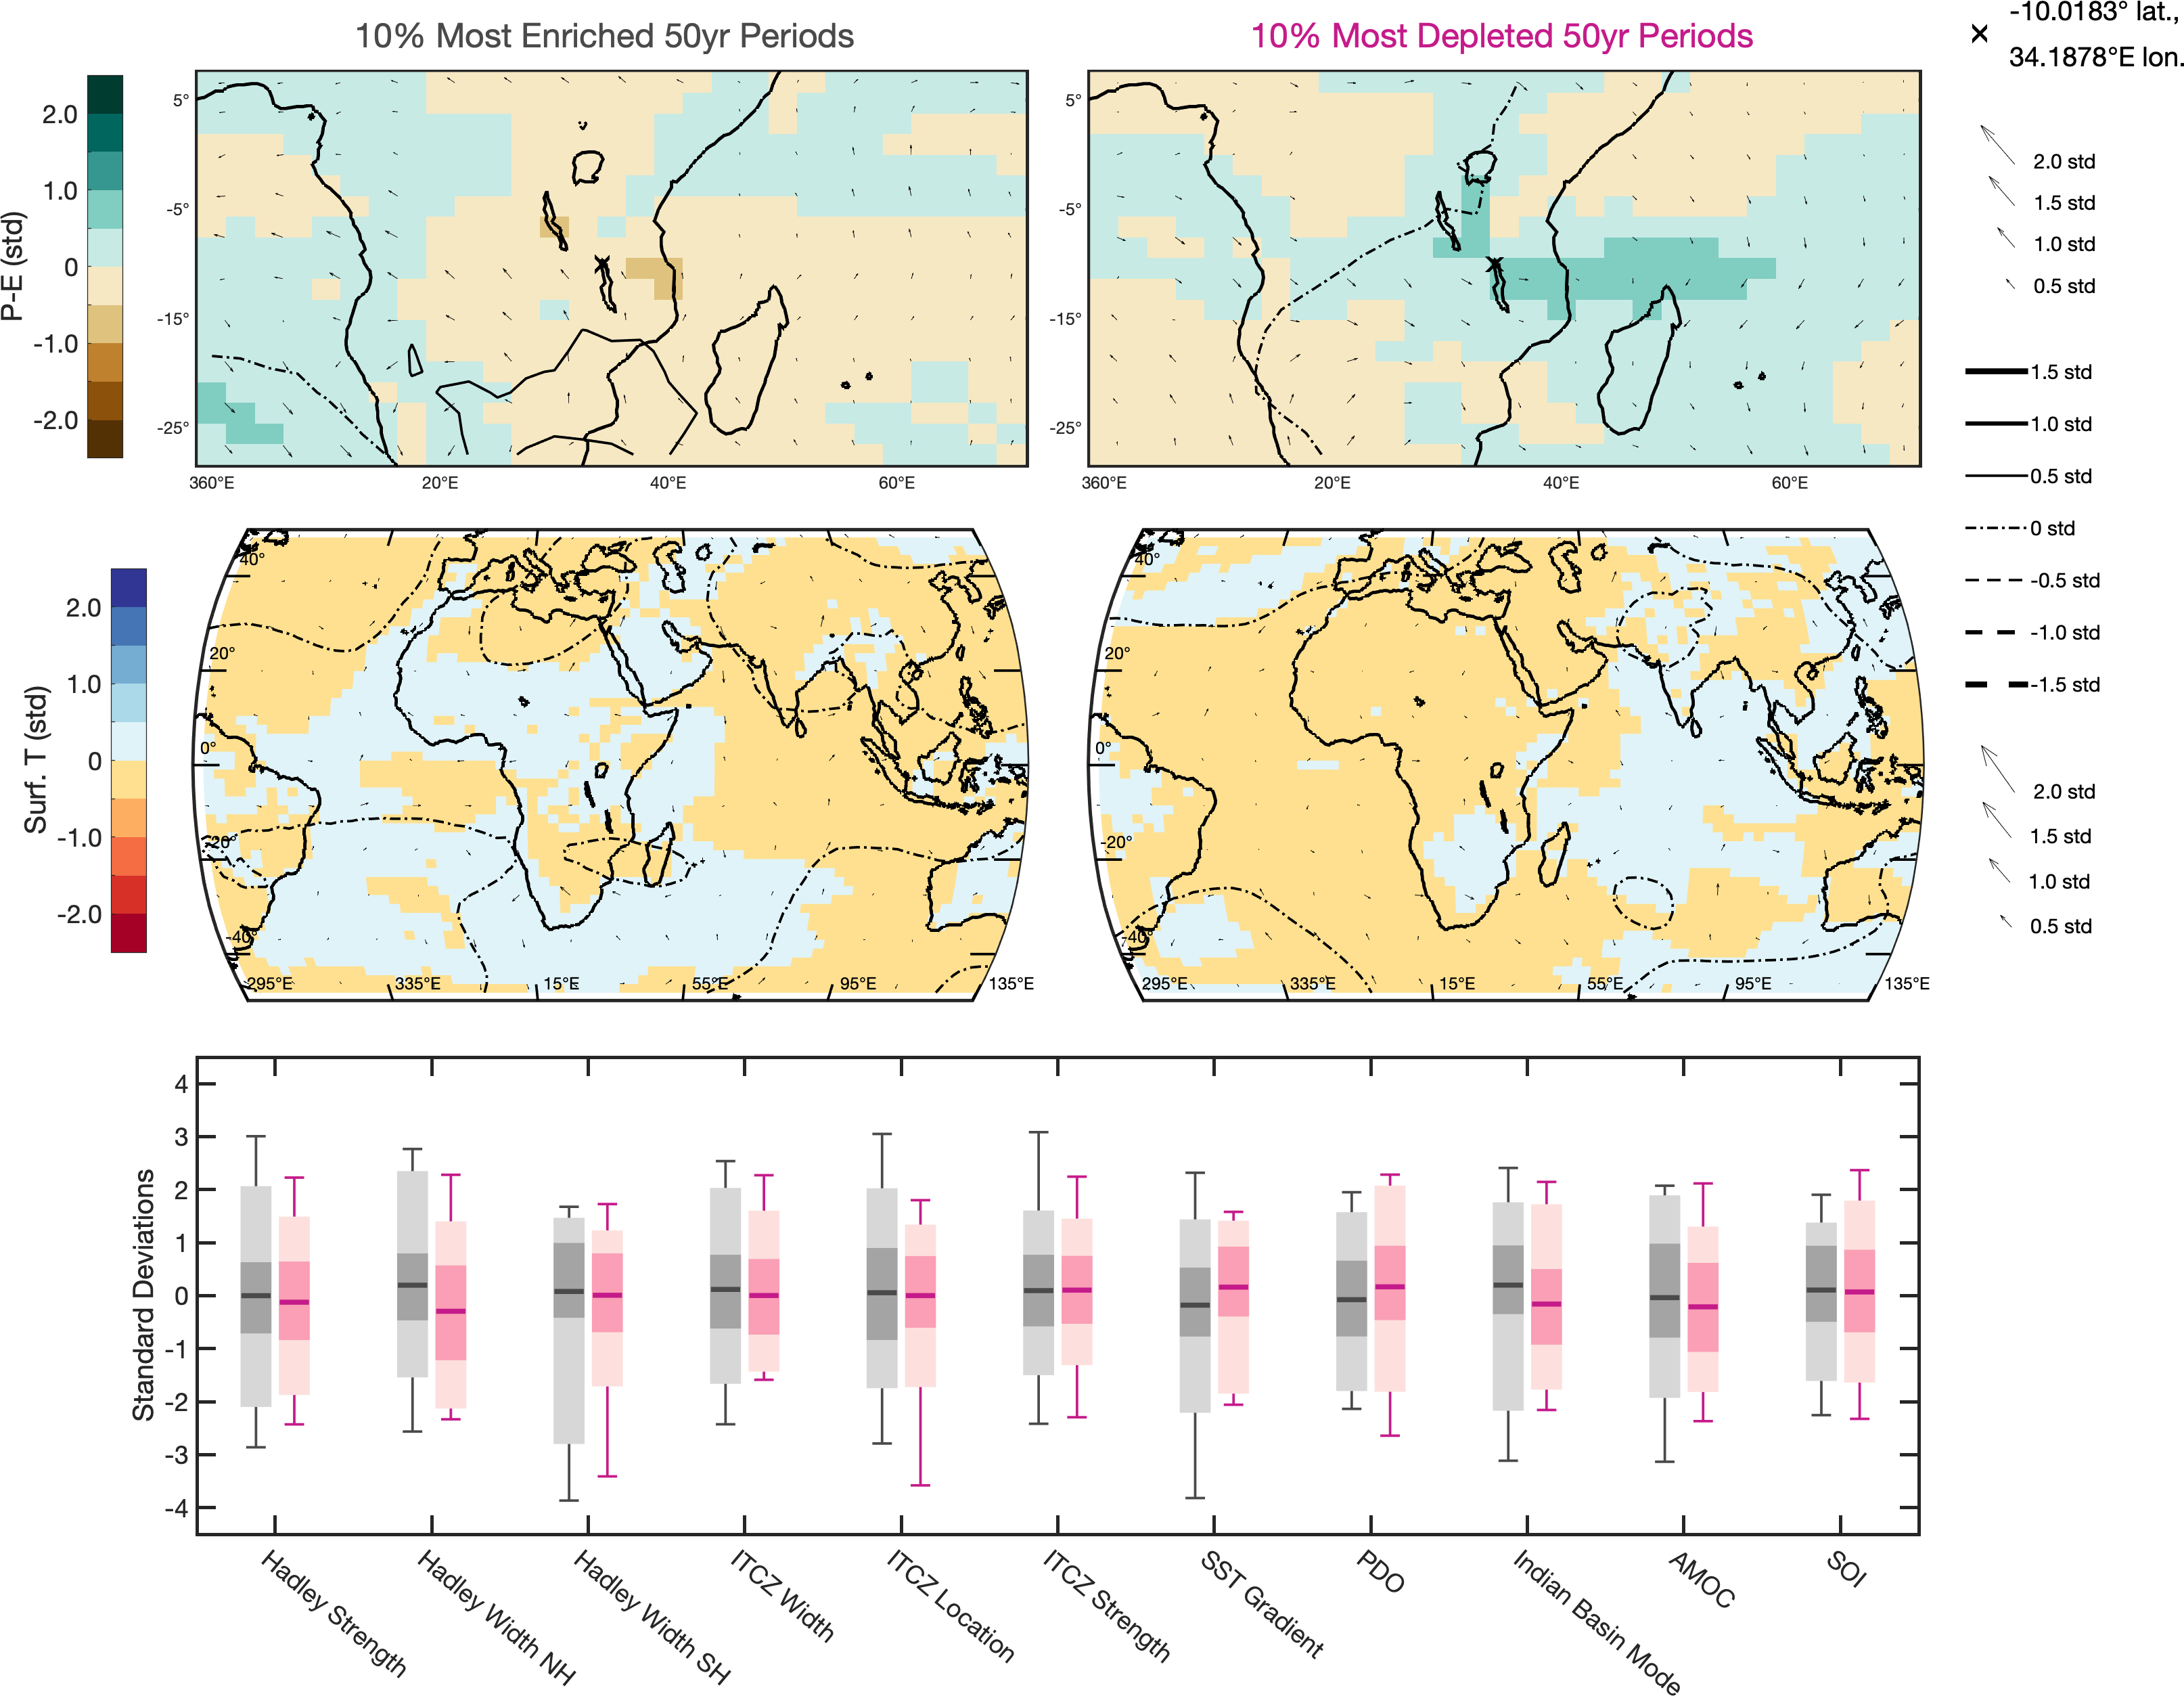 10% Most Enriched 50yr Periods
10% Most Depleted 50yr Periods
-10.0183° lat.,
34.1878°E lon.
P-E (std)
2.0
1.0
0
-1.0
-2.0
5°
-5°
-15°
-25°
360°E
20°E
40°E
60°E
5°
-5°
-15°
-25°
360°E
20°E
40°E
60°E
2.0 std
1.5 std
1.0 std
0.5 std
1.5 std
1.0 std
0.5 std
0 std
-0.5 std
-1.0 std
-1.5 std
Surf. T (std)
2.0
1.0
0
-1.0
-2.0
40°
20°
0°
-20°
-40°
295°E
335°E
15°E
55°E
95°E
135°E
40°
20°
0°
-20°
-40°
295°E
335°E
15°E
55°E
95°E
135°E
2.0 std
1.5 std
1.0 std
0.5 std
Standard Deviations
4
3
2
1
0
-1
-2
-3
-4
Hadley Strength
Hadley Width NH
Hadley Width SH
ITCZ Width
ITCZ Location
ITCZ Strength
SST Gradient
PDO
Indian Basin Mode
AMOC
SOI